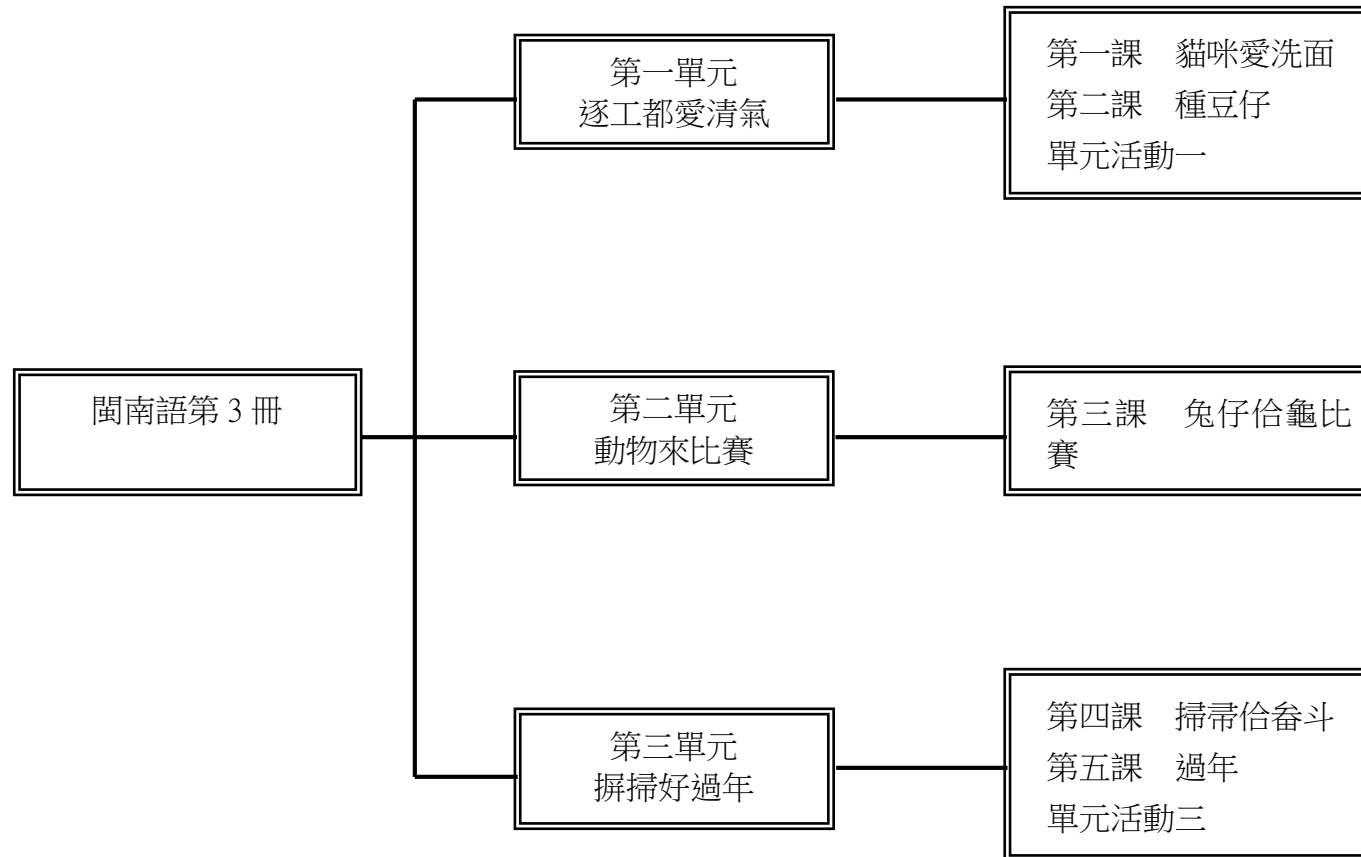 閩南語第 3 冊
第一單元
逐工都愛清氣
第一課　貓咪愛洗面
第二課　種豆仔
單元活動一
第二單元
動物來比賽
第三課　兔仔佮龜比
賽
第三單元
摒掃好過年
第四課　掃帚佮畚斗
第五課　過年
單元活動三